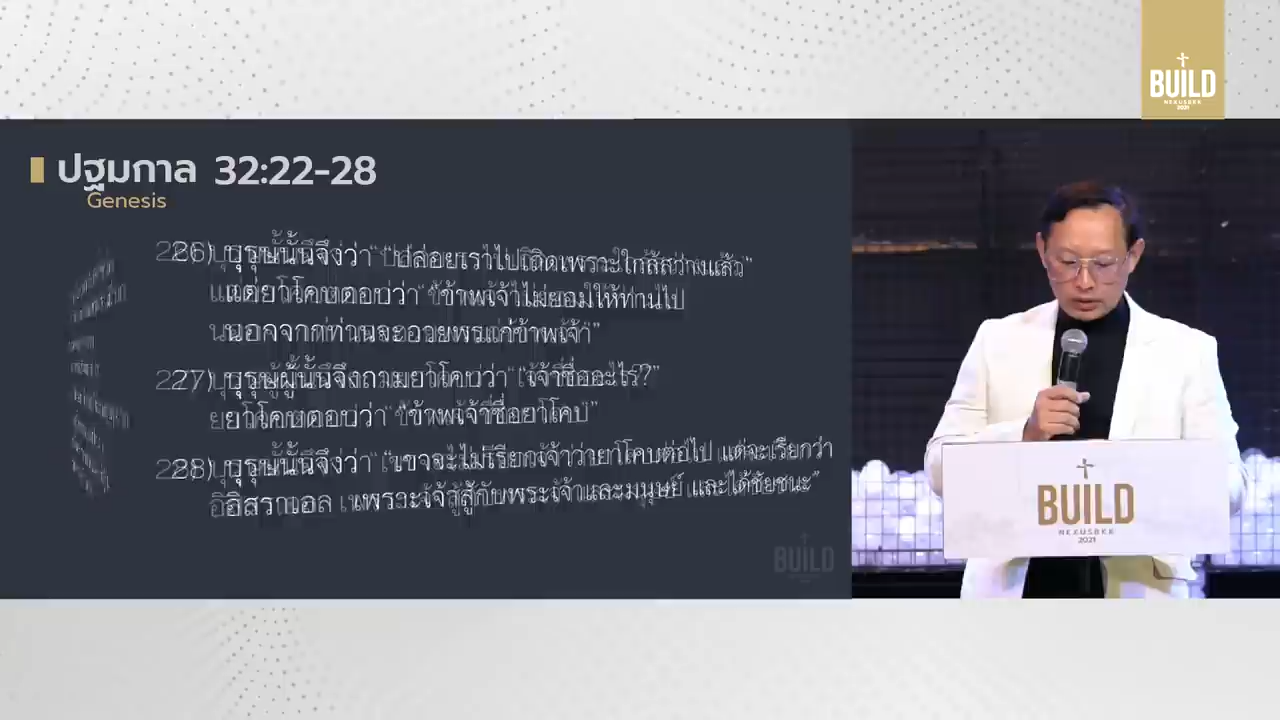 BUILD
NEXUSBKK
2021
ปฐมกาล 32:22-28
Genesis
26) บุรุษนั้นจึงว่า “ปล่อยเราไปเถิดเพราะใกล้สว่างแล้ว”
แต่ยาโคบตอบว่า “ข้าพเจ้าไม่ยอมให้ท่านไป
นอกจากท่านจะอวยพรแก่ข้าพเจ้า”
27) บุรุษผู้นั้นจึงถามยาโคบว่า “เจ้าชื่ออะไร?”
ยาโคบตอบว่า “ข้าพเจ้าชื่อยาโคบ”
28) บุรุษนั้นจึงว่า “เขาจะไม่เรียกเจ้าว่ายาโคบต่อไป แต่จะเรียกว่า
อิสราเอล เพราะเจ้าสู้กับพระเจ้าและมนุษย์ และได้ชัยชนะ”
BUILD
BUILD
NEXUSBKK
2021